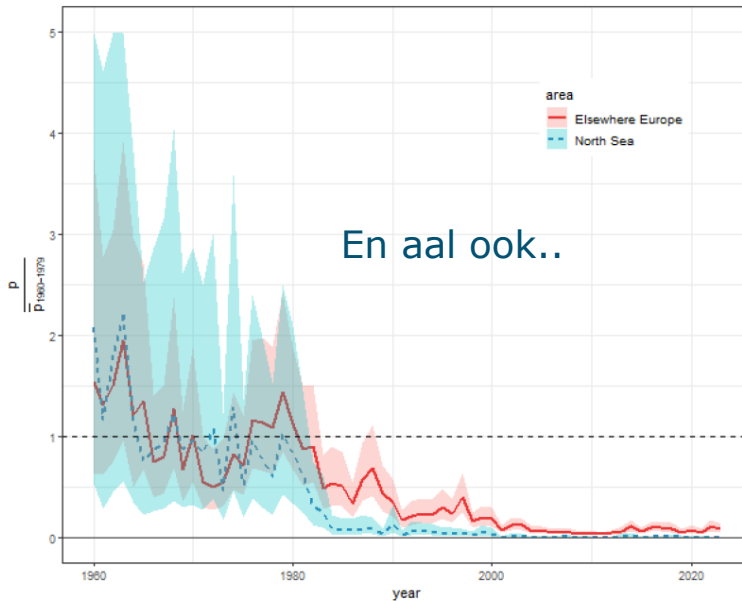 5
4
3
2
1
0
p
p̅1960–1979
area
Elsewhere Europe
North Sea
En aal ook..
1960
1980
2000
2020
year